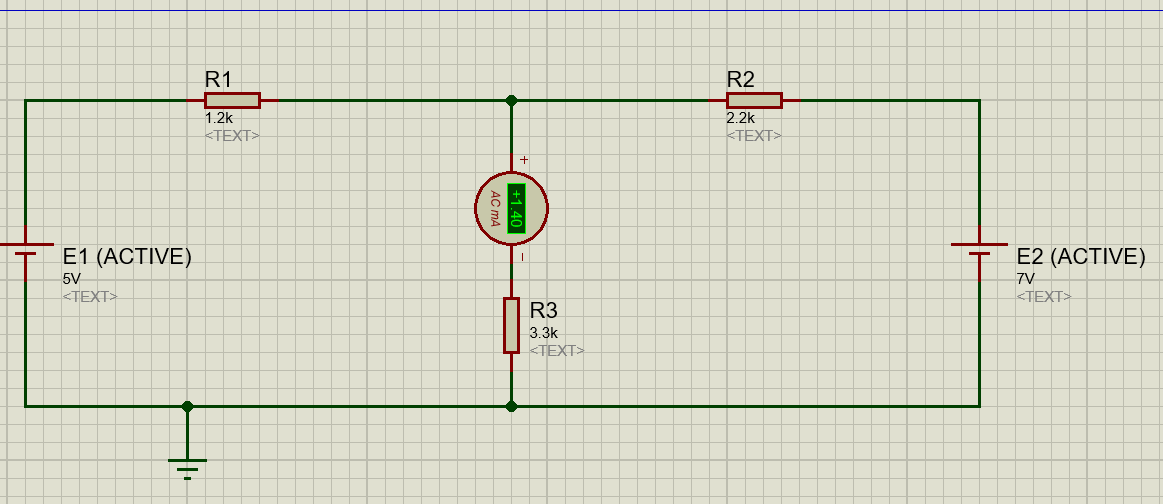 R1
1.2k
<TEXT>
R2
2.2k
<TEXT>
+
AC mA
+1.40
−
E1 (ACTIVE)
5V
<TEXT>
E2 (ACTIVE)
7V
<TEXT>
R3
3.3k
<TEXT>